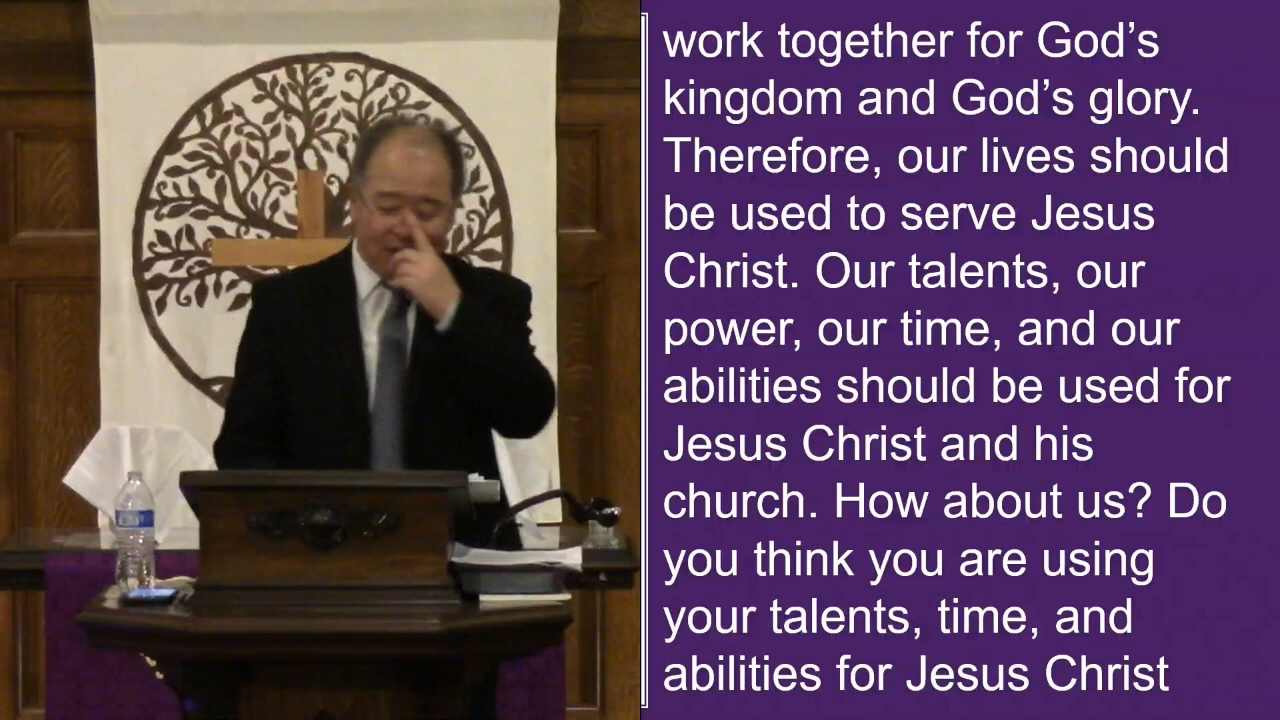 work together for God’s
kingdom and God’s glory.
Therefore, our lives should
be used to serve Jesus
Christ. Our talents, our
power, our time, and our
abilities should be used for
Jesus Christ and his
church. How about us? Do
you think you are using
your talents, time, and
abilities for Jesus Christ